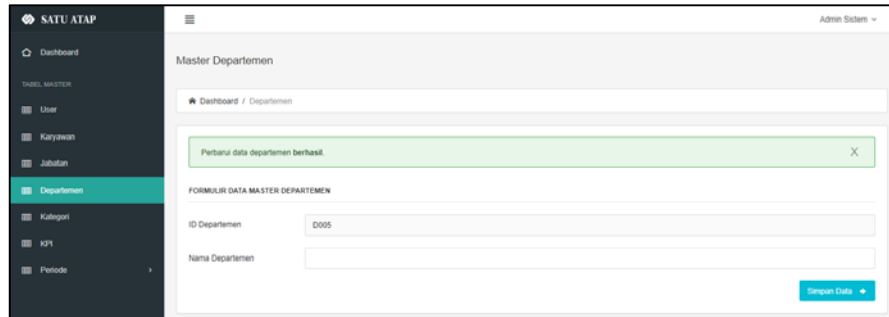 SATU ATAP
Admin Sistem
Dashboard
Master Departemen
TABEL MASTER
Dashboard / Departemen
User
Karyawan
Perbarui data departemen berhasil. X
Jabatan
Departemen
FORMULIR DATA MASTER DEPARTEMEN
Kategori
ID Departemen D005
KPI
Nama Departemen
Periode
Simpan Data